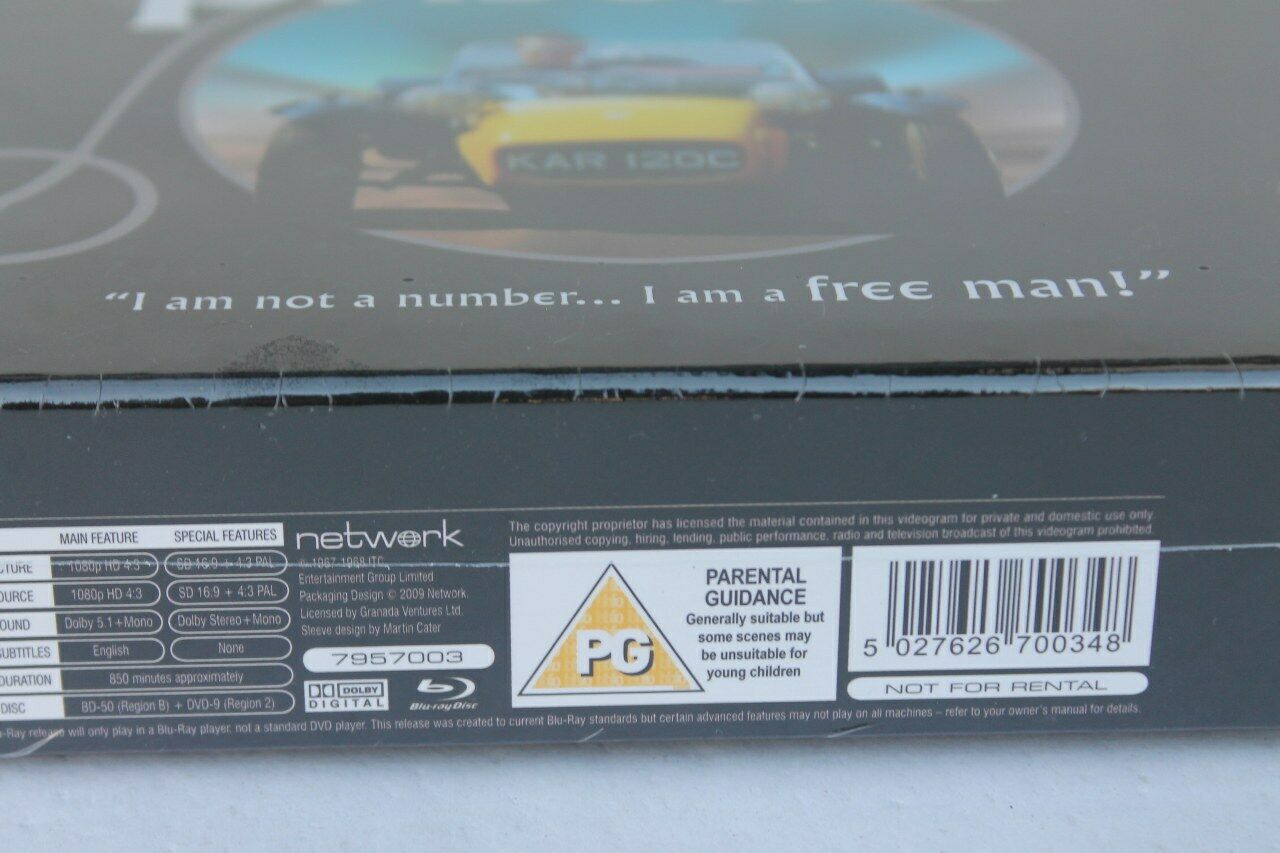 KAR 120C
“I am not a number... I am a free man!”
MAIN FEATURE SPECIAL FEATURES
1080p HD 4:3 SD 16:9 + 4:3 PAL
1080p HD 4:3 SD 16:9 + 4:3 PAL
Dolby 5.1+Mono Dolby Stereo+Mono
SUBTITLES English None
DURATION 850 minutes approximately
DISC BD-50 (Region B) + DVD-9 (Region 2)
network
© 1967, 1968 ITC
Entertainment Group Limited
Packaging Design © 2009 Network.
Licensed by Granada Ventures Ltd.
Sleeve design by Martin Cater
7957003
DOLBY
DIGITAL
Blu-ray Disc
The copyright proprietor has licensed the material contained in this videogram for private and domestic use only.
Unauthorised copying, hiring, lending, public performance, radio and television broadcast of this videogram prohibited.
PG
PARENTAL
GUIDANCE
Generally suitable but
some scenes may
be unsuitable for
young children
5 027626 700348
NOT FOR RENTAL
will only play in a Blu-Ray player, not a standard DVD player. This release was created to current Blu-Ray standards but certain advanced features may not play on all machines – refer to your owner's manual for details.